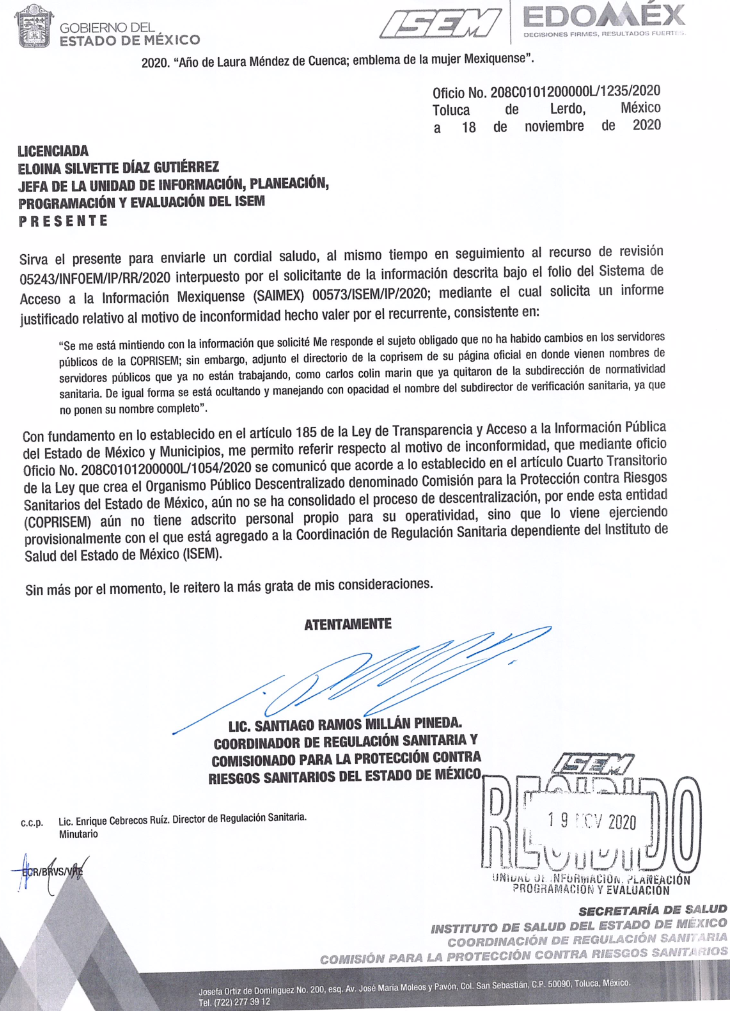 GOBIERNO DEL
ESTADO DE MÉXICO
ISEM
EDOMÉX
DECISIONES FIRMES, RESULTADOS FUERTES.
2020. “Año de Laura Méndez de Cuenca; emblema de la mujer Mexiquense”.
Oficio No. 208C0101200000L/1235/2020
Toluca de Lerdo, México
a 18 de noviembre de 2020
LICENCIADA
ELOINA SILVETTE DÍAZ GUTIÉRREZ
JEFA DE LA UNIDAD DE INFORMACIÓN, PLANEACIÓN,
PROGRAMACIÓN Y EVALUACIÓN DEL ISEM
P R E S E N T E
Sirva el presente para enviarle un cordial saludo, al mismo tiempo en seguimiento al recurso de revisión
05243/INFOEM/IP/RR/2020 interpuesto por el solicitante de la información descrita bajo el folio del Sistema de
Acceso a la Información Mexiquense (SAIMEX) 00573/ISEM/IP/2020; mediante el cual solicita un informe
justificado relativo al motivo de inconformidad hecho valer por el recurrente, consistente en:
“Se me está mintiendo con la información que solicité Me responde el sujeto obligado que no ha habido cambios en los servidores
públicos de la COPRISEM; sin embargo, adjunto el directorio de la coprisem de su página oficial en donde vienen nombres de
servidores públicos que ya no están trabajando, como carlos colin marin que ya quitaron de la subdirección de normatividad
sanitaria. De igual forma se está ocultando y manejando con opacidad el nombre del subdirector de verificación sanitaria, ya que
no ponen su nombre completo”.
Con fundamento en lo establecido en el artículo 185 de la Ley de Transparencia y Acceso a la Información Pública
del Estado de México y Municipios, me permito referir respecto al motivo de inconformidad, que mediante oficio
Oficio No. 208C0101200000L/1054/2020 se comunicó que acorde a lo establecido en el artículo Cuarto Transitorio
de la Ley que crea el Organismo Público Descentralizado denominado Comisión para la Protección contra Riesgos
Sanitarios del Estado de México, aún no se ha consolidado el proceso de descentralización, por ende esta entidad
(COPRISEM) aún no tiene adscrito personal propio para su operatividad, sino que lo viene ejerciendo
provisionalmente con el que está agregado a la Coordinación de Regulación Sanitaria dependiente del Instituto de
Salud del Estado de México (ISEM).
Sin más por el momento, le reitero la más grata de mis consideraciones.
ATENTAMENTE
LIC. SANTIAGO RAMOS MILLÁN PINEDA.
COORDINADOR DE REGULACIÓN SANITARIA Y
COMISIONADO PARA LA PROTECCIÓN CONTRA
RIESGOS SANITARIOS DEL ESTADO DE MÉXICO
c.c.p. Lic. Enrique Cebrecos Ruíz. Director de Regulación Sanitaria.
Minutario
ISEM
RECIBIDO
19 NOV 2020
UNIDAD DE INFORMACIÓN, PLANEACIÓN
PROGRAMACIÓN Y EVALUACIÓN
SECRETARÍA DE SALUD
INSTITUTO DE SALUD DEL ESTADO DE MÉXICO
COORDINACIÓN DE REGULACIÓN SANITARIA
COMISIÓN PARA LA PROTECCIÓN CONTRA RIESGOS SANITARIOS
Josefa Ortiz de Domínguez No. 200, esq. Av. José María Moleos y Pavón, Col. San Sebastián, C.P. 50090, Toluca, México.
Tel. (722) 277 39 12